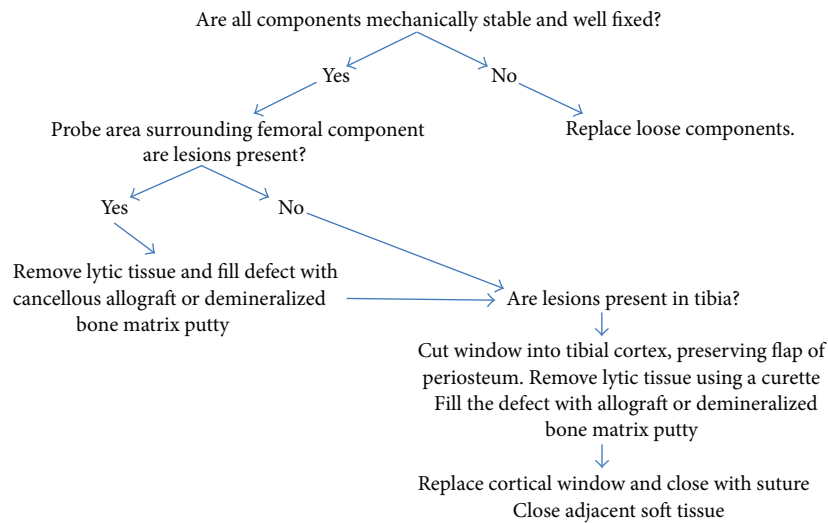 Are all components mechanically stable and well fixed?
Yes
No
Probe area surrounding femoral component
are lesions present?
Replace loose components.
Yes
No
Remove lytic tissue and fill defect with
cancellous allograft or demineralized
bone matrix putty
Are lesions present in tibia?
Cut window into tibial cortex, preserving flap of
periosteum. Remove lytic tissue using a curette
Fill the defect with allograft or demineralized
bone matrix putty
Replace cortical window and close with suture
Close adjacent soft tissue